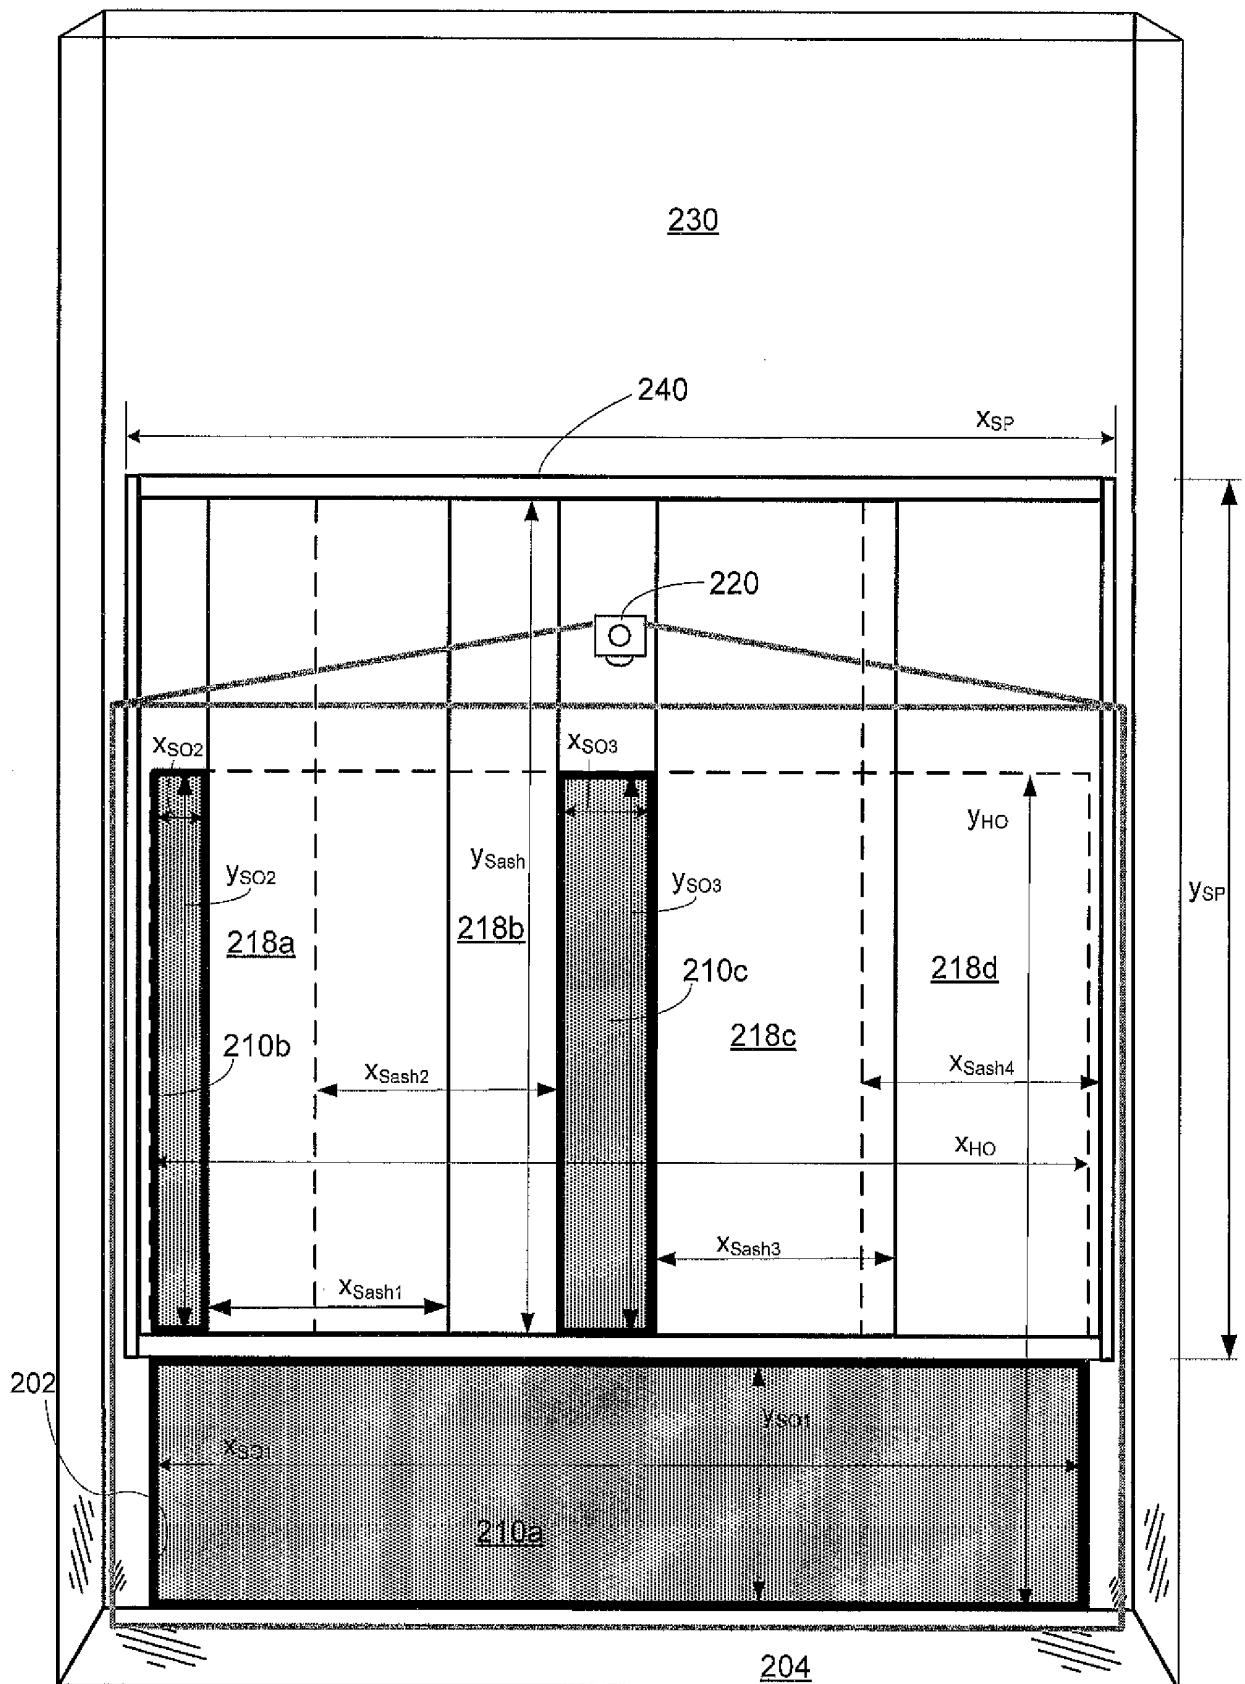 230
240
xSP
220
xSO2
xSO3
yHO
ySash
ySO2
ySO3
ySP
218a
218b
210c
218d
210b
218c
xSash2
xSash4
xHO
xSash3
xSash1
202
ySO1
xSO1
210a
204